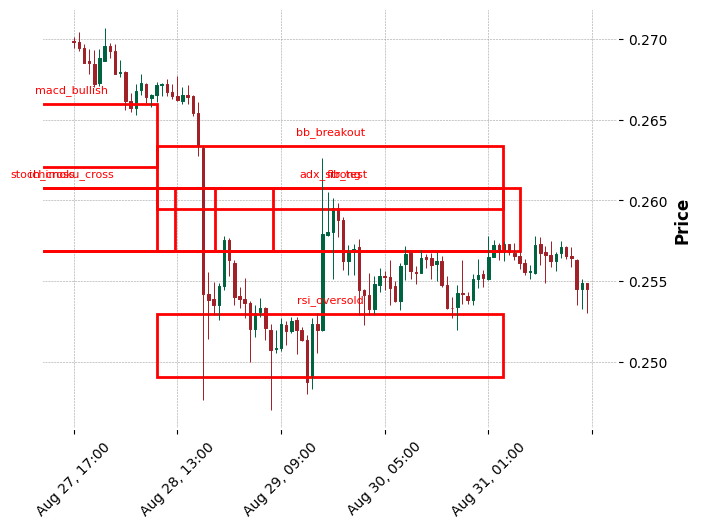 macd_bullish
bb_breakout
rsi_oversold
0.270
0.265
0.260
0.255
0.250
Price
Aug 27, 17:00
Aug 28, 13:00
Aug 29, 09:00
Aug 30, 05:00
Aug 31, 01:00